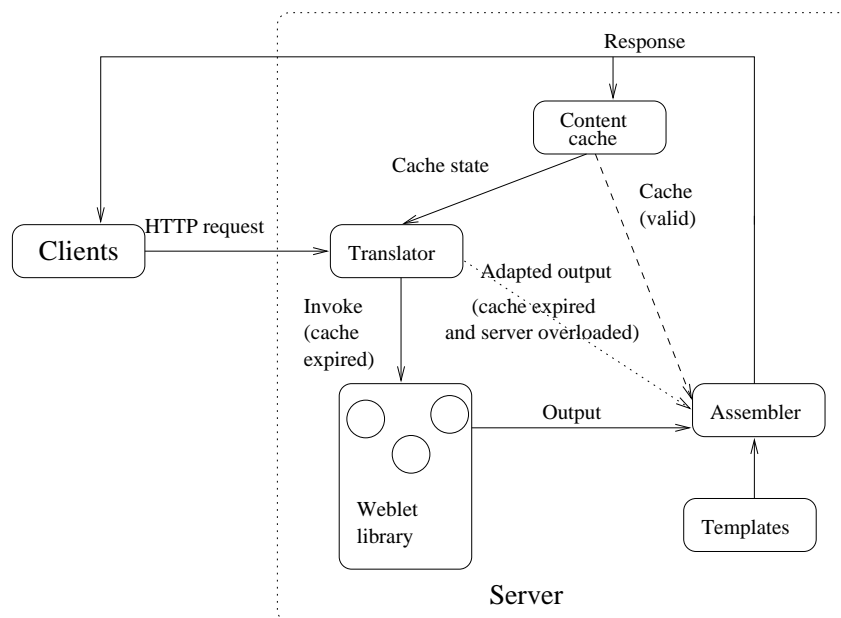 Response
Content
cache
Cache state
Cache
(valid)
HTTP request
Clients
Translator
Adapted output
(cache expired
and server overloaded)
Invoke
(cache
expired)
Output
Assembler
Weblet
library
Templates
Server